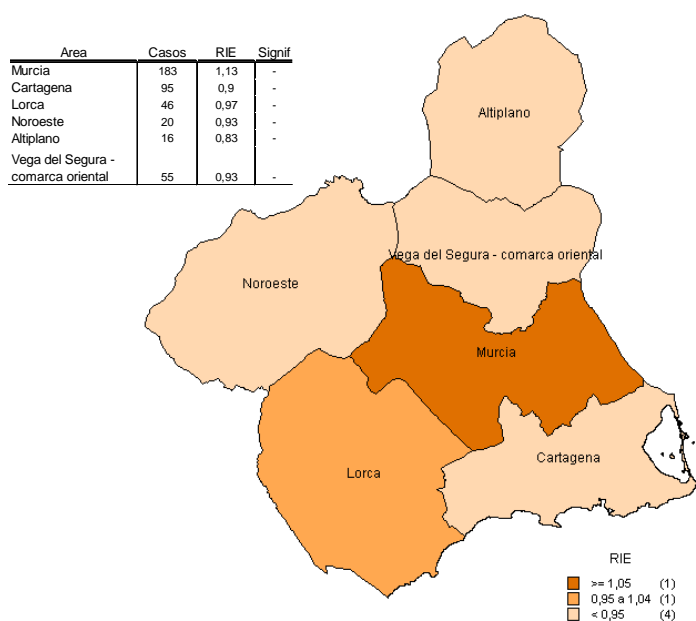 Area Casos RIE Signif
Murcia 183 1,13 -
Cartagena 95 0,9 -
Lorca 46 0,97 -
Noroeste 20 0,93 -
Altiplano 16 0,83 -
Vega del Segura -
comarca oriental 55 0,93 -
Altiplano
Vega del Segura - comarca oriental
Noroeste
Murcia
Cartagena
Lorca
RIE
>= 1,05 (1)
0,95 a 1,04 (1)
< 0,95 (4)